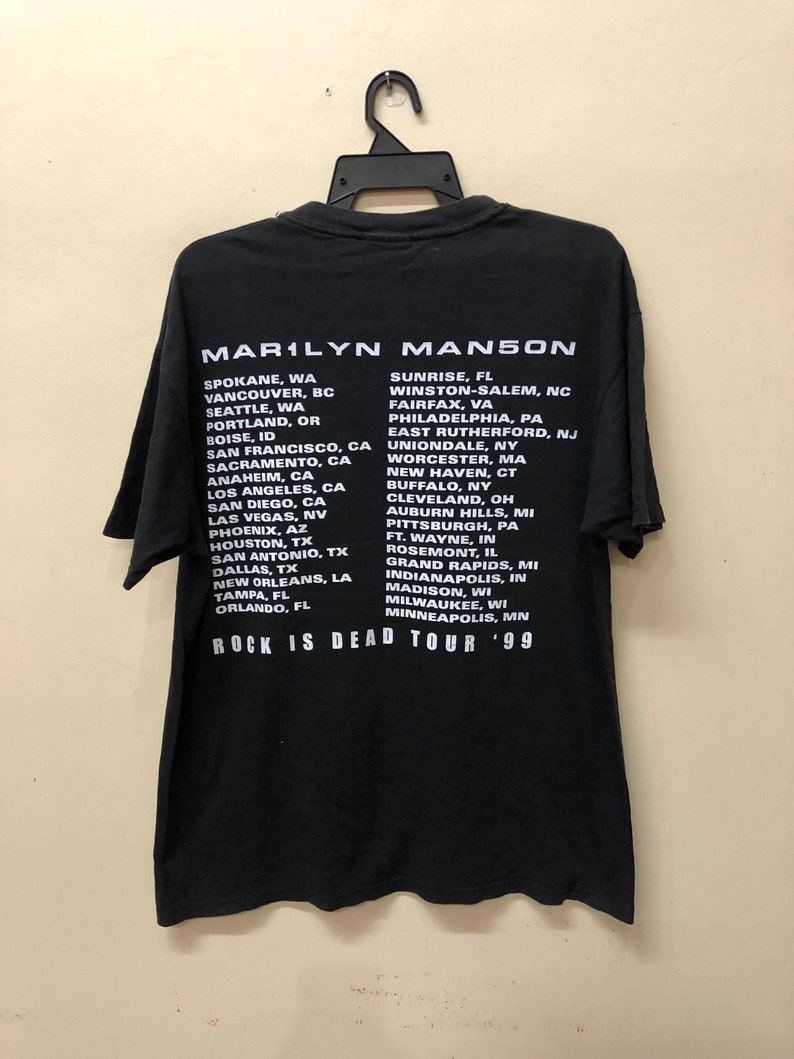 MAR1LYN MAN5ON
SPOKANE, WA
VANCOUVER, BC
SEATTLE, WA
PORTLAND, OR
BOISE, ID
SAN FRANCISCO, CA
SACRAMENTO, CA
ANAHEIM, CA
LOS ANGELES, CA
SAN DIEGO, CA
LAS VEGAS, NV
PHOENIX, AZ
HOUSTON, TX
SAN ANTONIO, TX
DALLAS, TX
NEW ORLEANS, LA
TAMPA, FL
ORLANDO, FL
SUNRISE, FL
WINSTON-SALEM, NC
FAIRFAX, VA
PHILADELPHIA, PA
EAST RUTHERFORD, NJ
UNIONDALE, NY
WORCESTER, MA
NEW HAVEN, CT
BUFFALO, NY
CLEVELAND, OH
AUBURN HILLS, MI
PITTSBURGH, PA
FT. WAYNE, IN
ROSEMONT, IL
GRAND RAPIDS, MI
INDIANAPOLIS, IN
MADISON, WI
MILWAUKEE, WI
MINNEAPOLIS, MN
ROCK IS DEAD TOUR '99